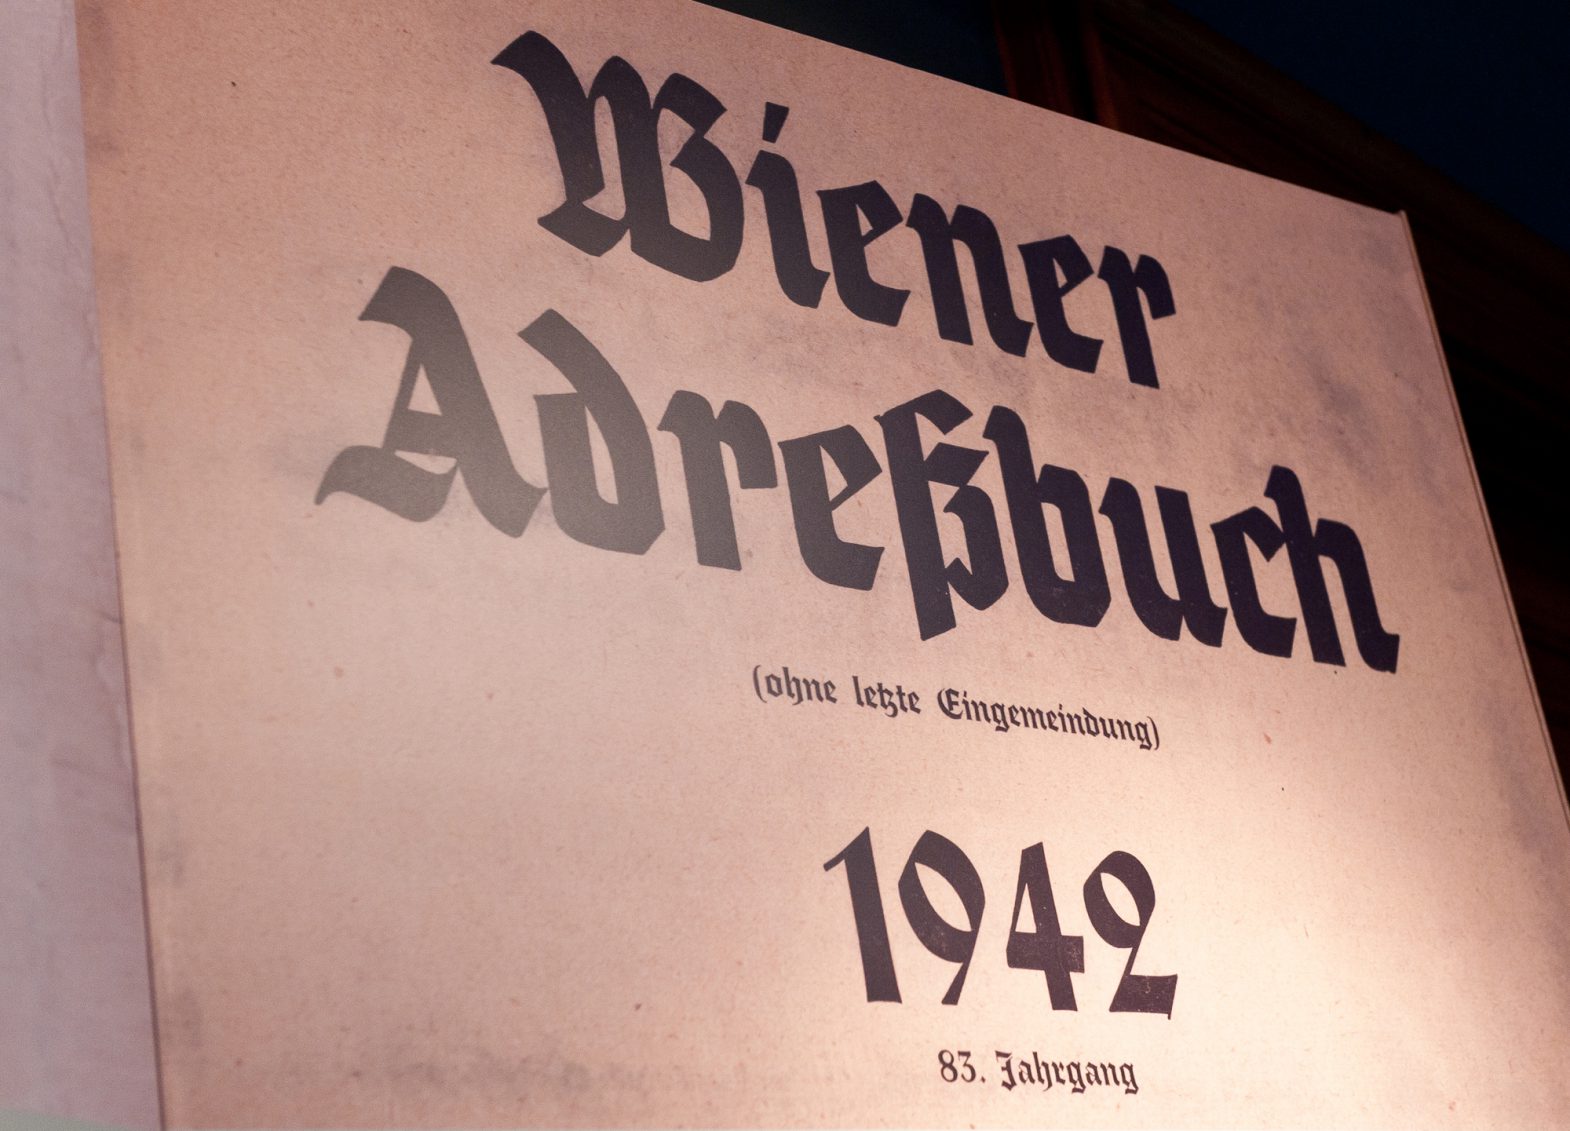 Wiener
Adreßbuch
(ohne letzte Eingemeindung)
1942
83. Jahrgang